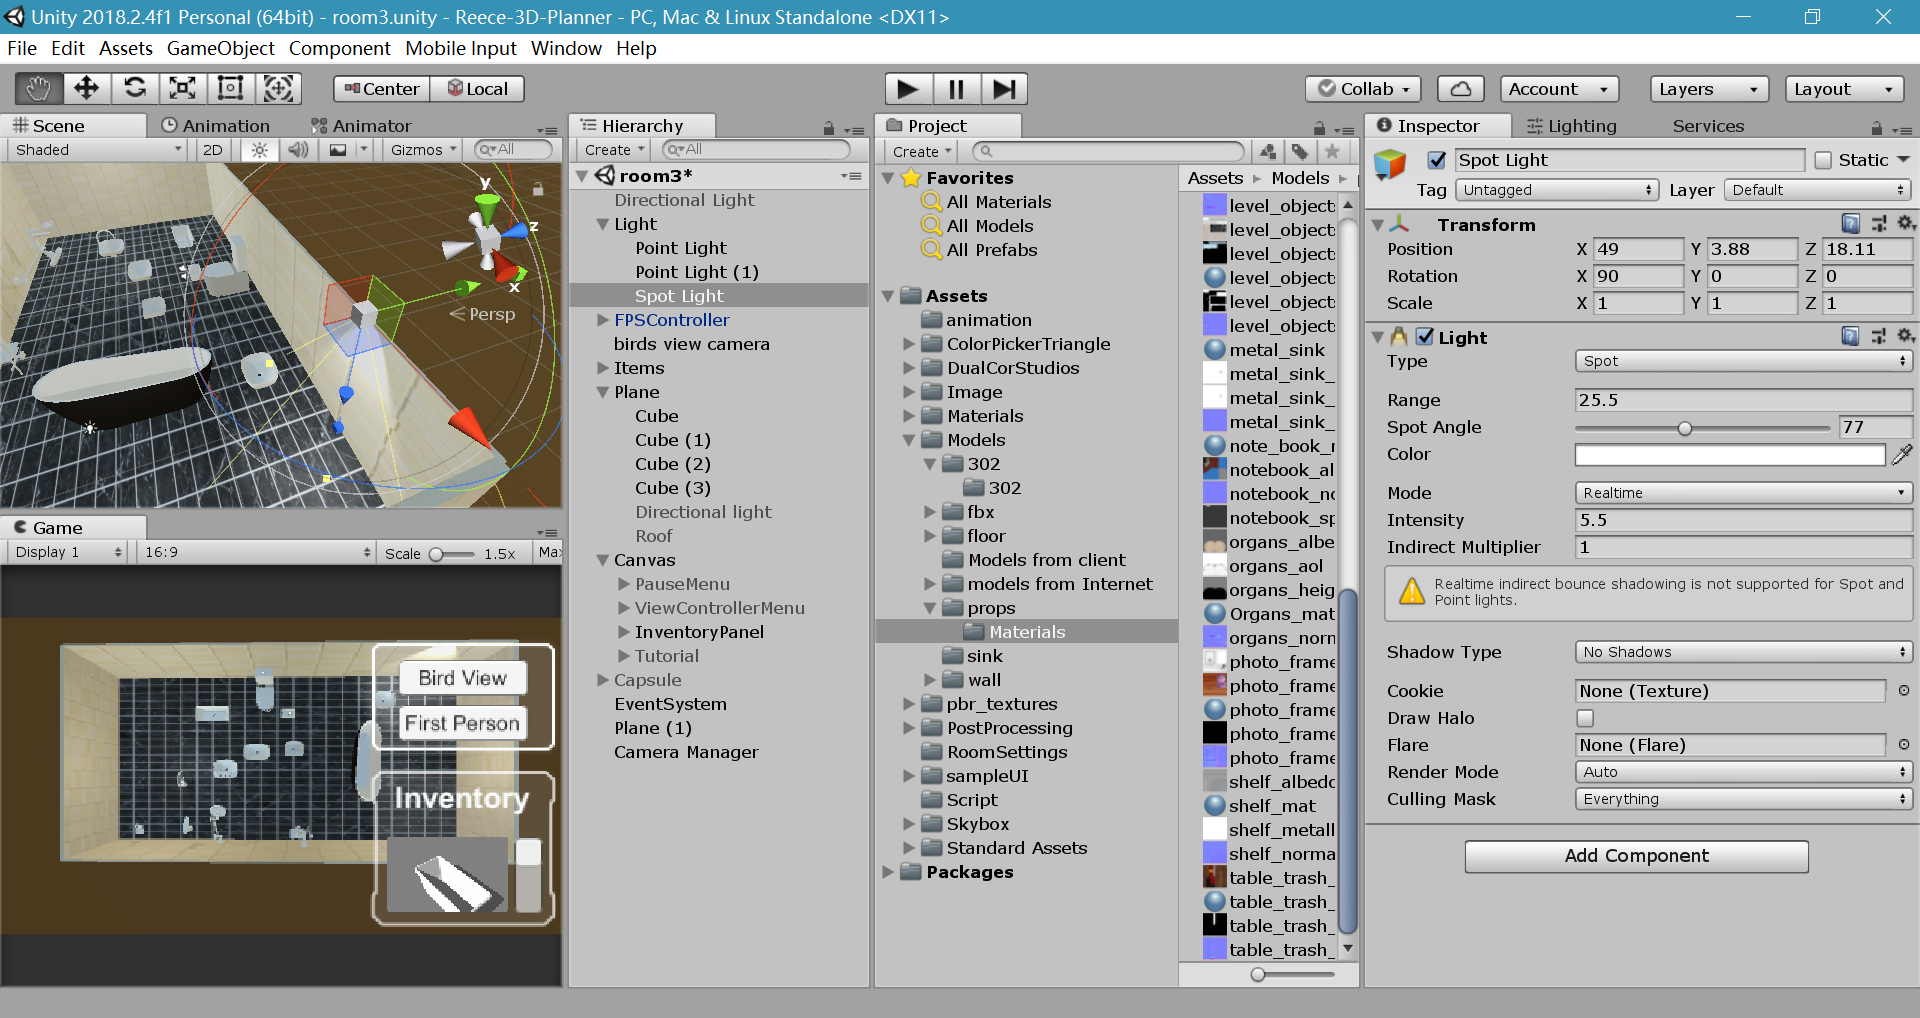 Unity 2018.2.4f1 Personal (64bit) - room3.unity - Reece-3D-Planner - PC, Mac & Linux Standalone <DX11>
File Edit Assets GameObject Component Mobile Input Window Help
Center Local
Collab Account Layers Layout
Scene Animation Animator
Shaded 2D Gizmos All
y
z
x
Persp
Game
Display 1 16:9 Scale 1.5x Ma
Bird View
First Person
Inventory
Hierarchy
Create All
room3*
Directional Light
Light
Point Light
Point Light (1)
Spot Light
FPSController
birds view camera
Items
Plane
Cube
Cube (1)
Cube (2)
Cube (3)
Directional light
Roof
Canvas
PauseMenu
ViewControllerMenu
InventoryPanel
Tutorial
Capsule
EventSystem
Plane (1)
Camera Manager
Project
Create
Favorites
All Materials
All Models
All Prefabs
Assets
animation
ColorPickerTriangle
DualCorStudios
Image
Materials
Models
302
302
fbx
floor
Models from client
models from Internet
props
Materials
sink
wall
pbr_textures
PostProcessing
RoomSettings
sampleUI
Script
Skybox
Standard Assets
Packages
Assets Models
level_object
level_object
level_object
level_object
level_object
level_object
metal_sink
metal_sink_
metal_sink_
metal_sink_
note_book_
notebook_al
notebook_no
notebook_sp
organs_albe
organs_aol
organs_heig
Organs_mat
organs_norr
photo_frame
photo_frame
photo_frame
photo_frame
photo_frame
shelf_albedo
shelf_mat
shelf_metall
shelf_norma
table_trash_
table_trash_
table_trash_
table_trash_
Inspector Lighting Services
Spot Light Static
Tag Untagged Layer Default
Transform
Position X 49 Y 3.88 Z 18.11
Rotation X 90 Y 0 Z 0
Scale X 1 Y 1 Z 1
Light
Type Spot
Range 25.5
Spot Angle 77
Color
Mode Realtime
Intensity 5.5
Indirect Multiplier 1
Realtime indirect bounce shadowing is not supported for Spot and
Point lights.
Shadow Type No Shadows
Cookie None (Texture)
Draw Halo
Flare None (Flare)
Render Mode Auto
Culling Mask Everything
Add Component